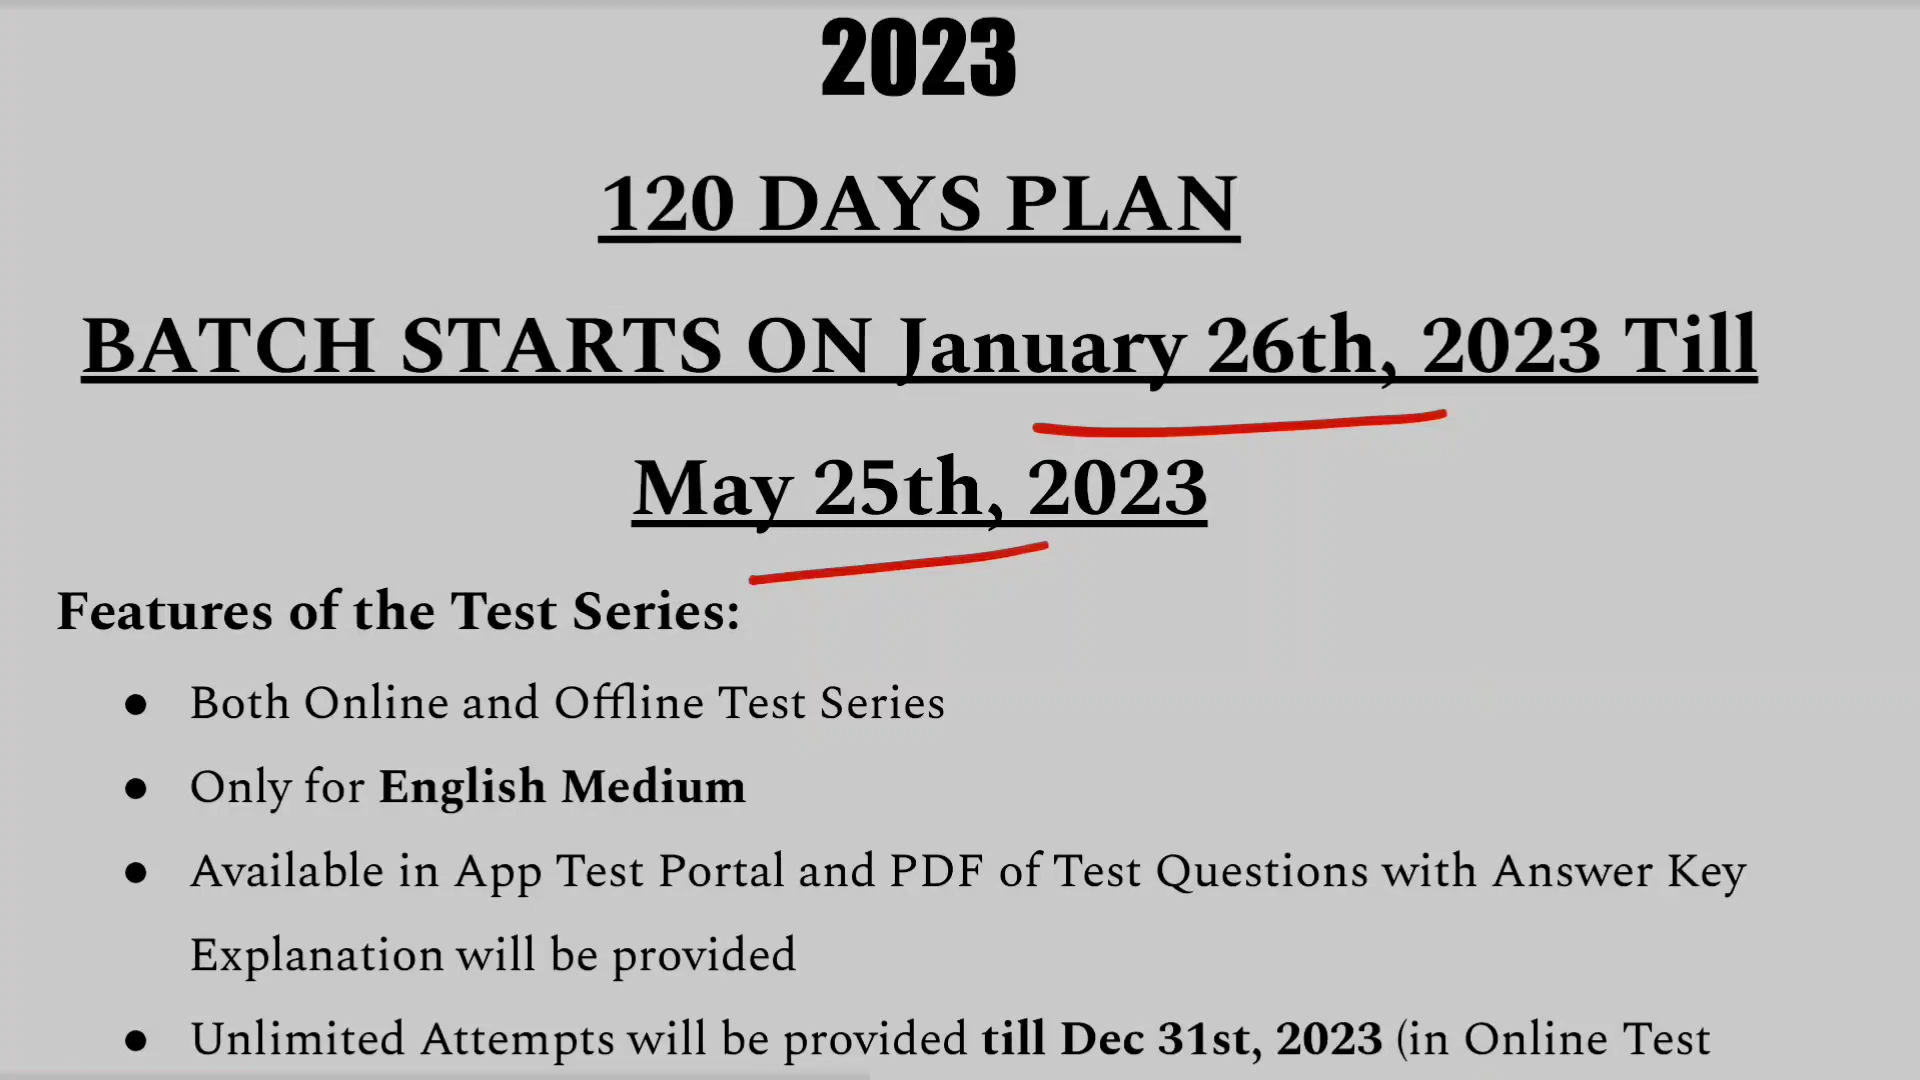 2023
120 DAYS PLAN
BATCH STARTS ON January 26th, 2023 Till
May 25th, 2023
Features of the Test Series:
● Both Online and Offline Test Series
● Only for English Medium
● Available in App Test Portal and PDF of Test Questions with Answer Key
Explanation will be provided
● Unlimited Attempts will be provided till Dec 31st, 2023 (in Online Test